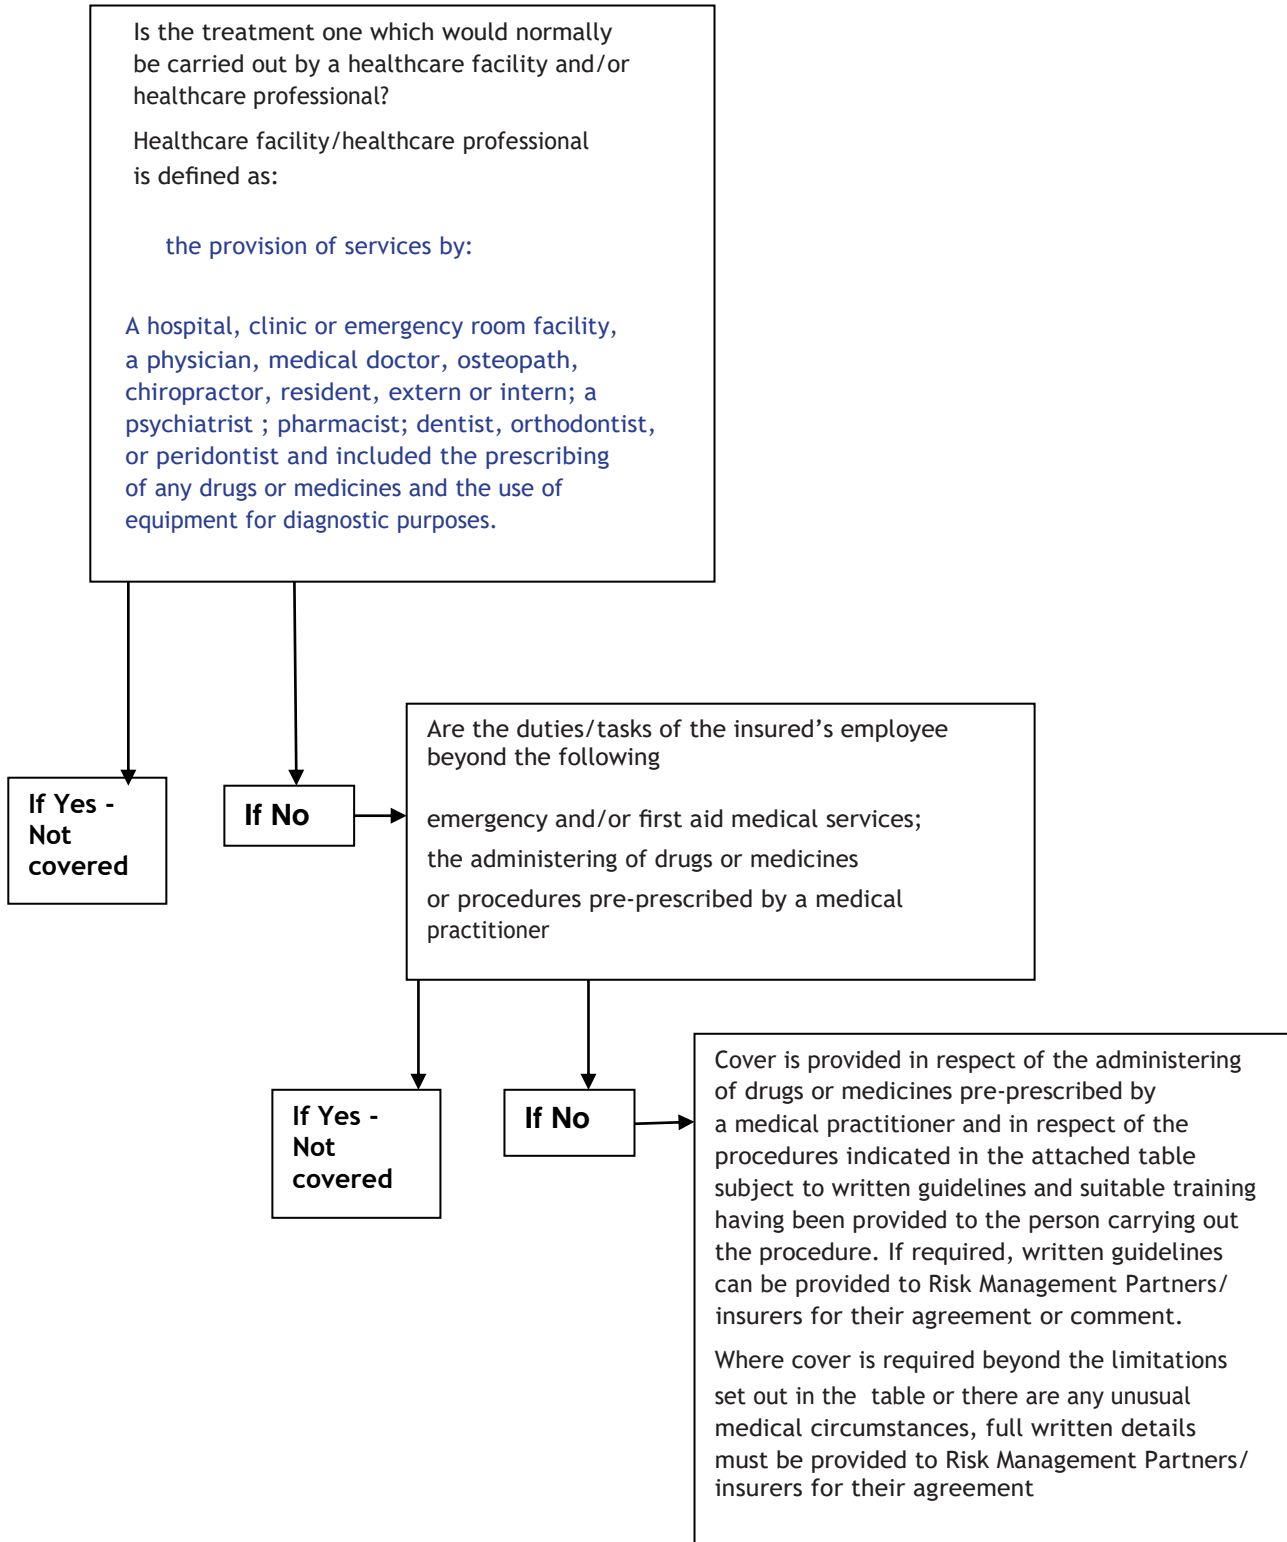 Is the treatment one which would normally
be carried out by a healthcare facility and/or
healthcare professional?
Healthcare facility/healthcare professional
is defined as:
the provision of services by:
A hospital, clinic or emergency room facility,
a physician, medical doctor, osteopath,
chiropractor, resident, extern or intern; a
psychiatrist ; pharmacist; dentist, orthodontist,
or peridontist and included the prescribing
of any drugs or medicines and the use of
equipment for diagnostic purposes.
If Yes -
Not
covered
If No
Are the duties/tasks of the insured’s employee
beyond the following
emergency and/or first aid medical services;
the administering of drugs or medicines
or procedures pre-prescribed by a medical
practitioner
If Yes -
Not
covered
If No
Cover is provided in respect of the administering
of drugs or medicines pre-prescribed by
a medical practitioner and in respect of the
procedures indicated in the attached table
subject to written guidelines and suitable training
having been provided to the person carrying out
the procedure. If required, written guidelines
can be provided to Risk Management Partners/
insurers for their agreement or comment.
Where cover is required beyond the limitations
set out in the table or there are any unusual
medical circumstances, full written details
must be provided to Risk Management Partners/
insurers for their agreement